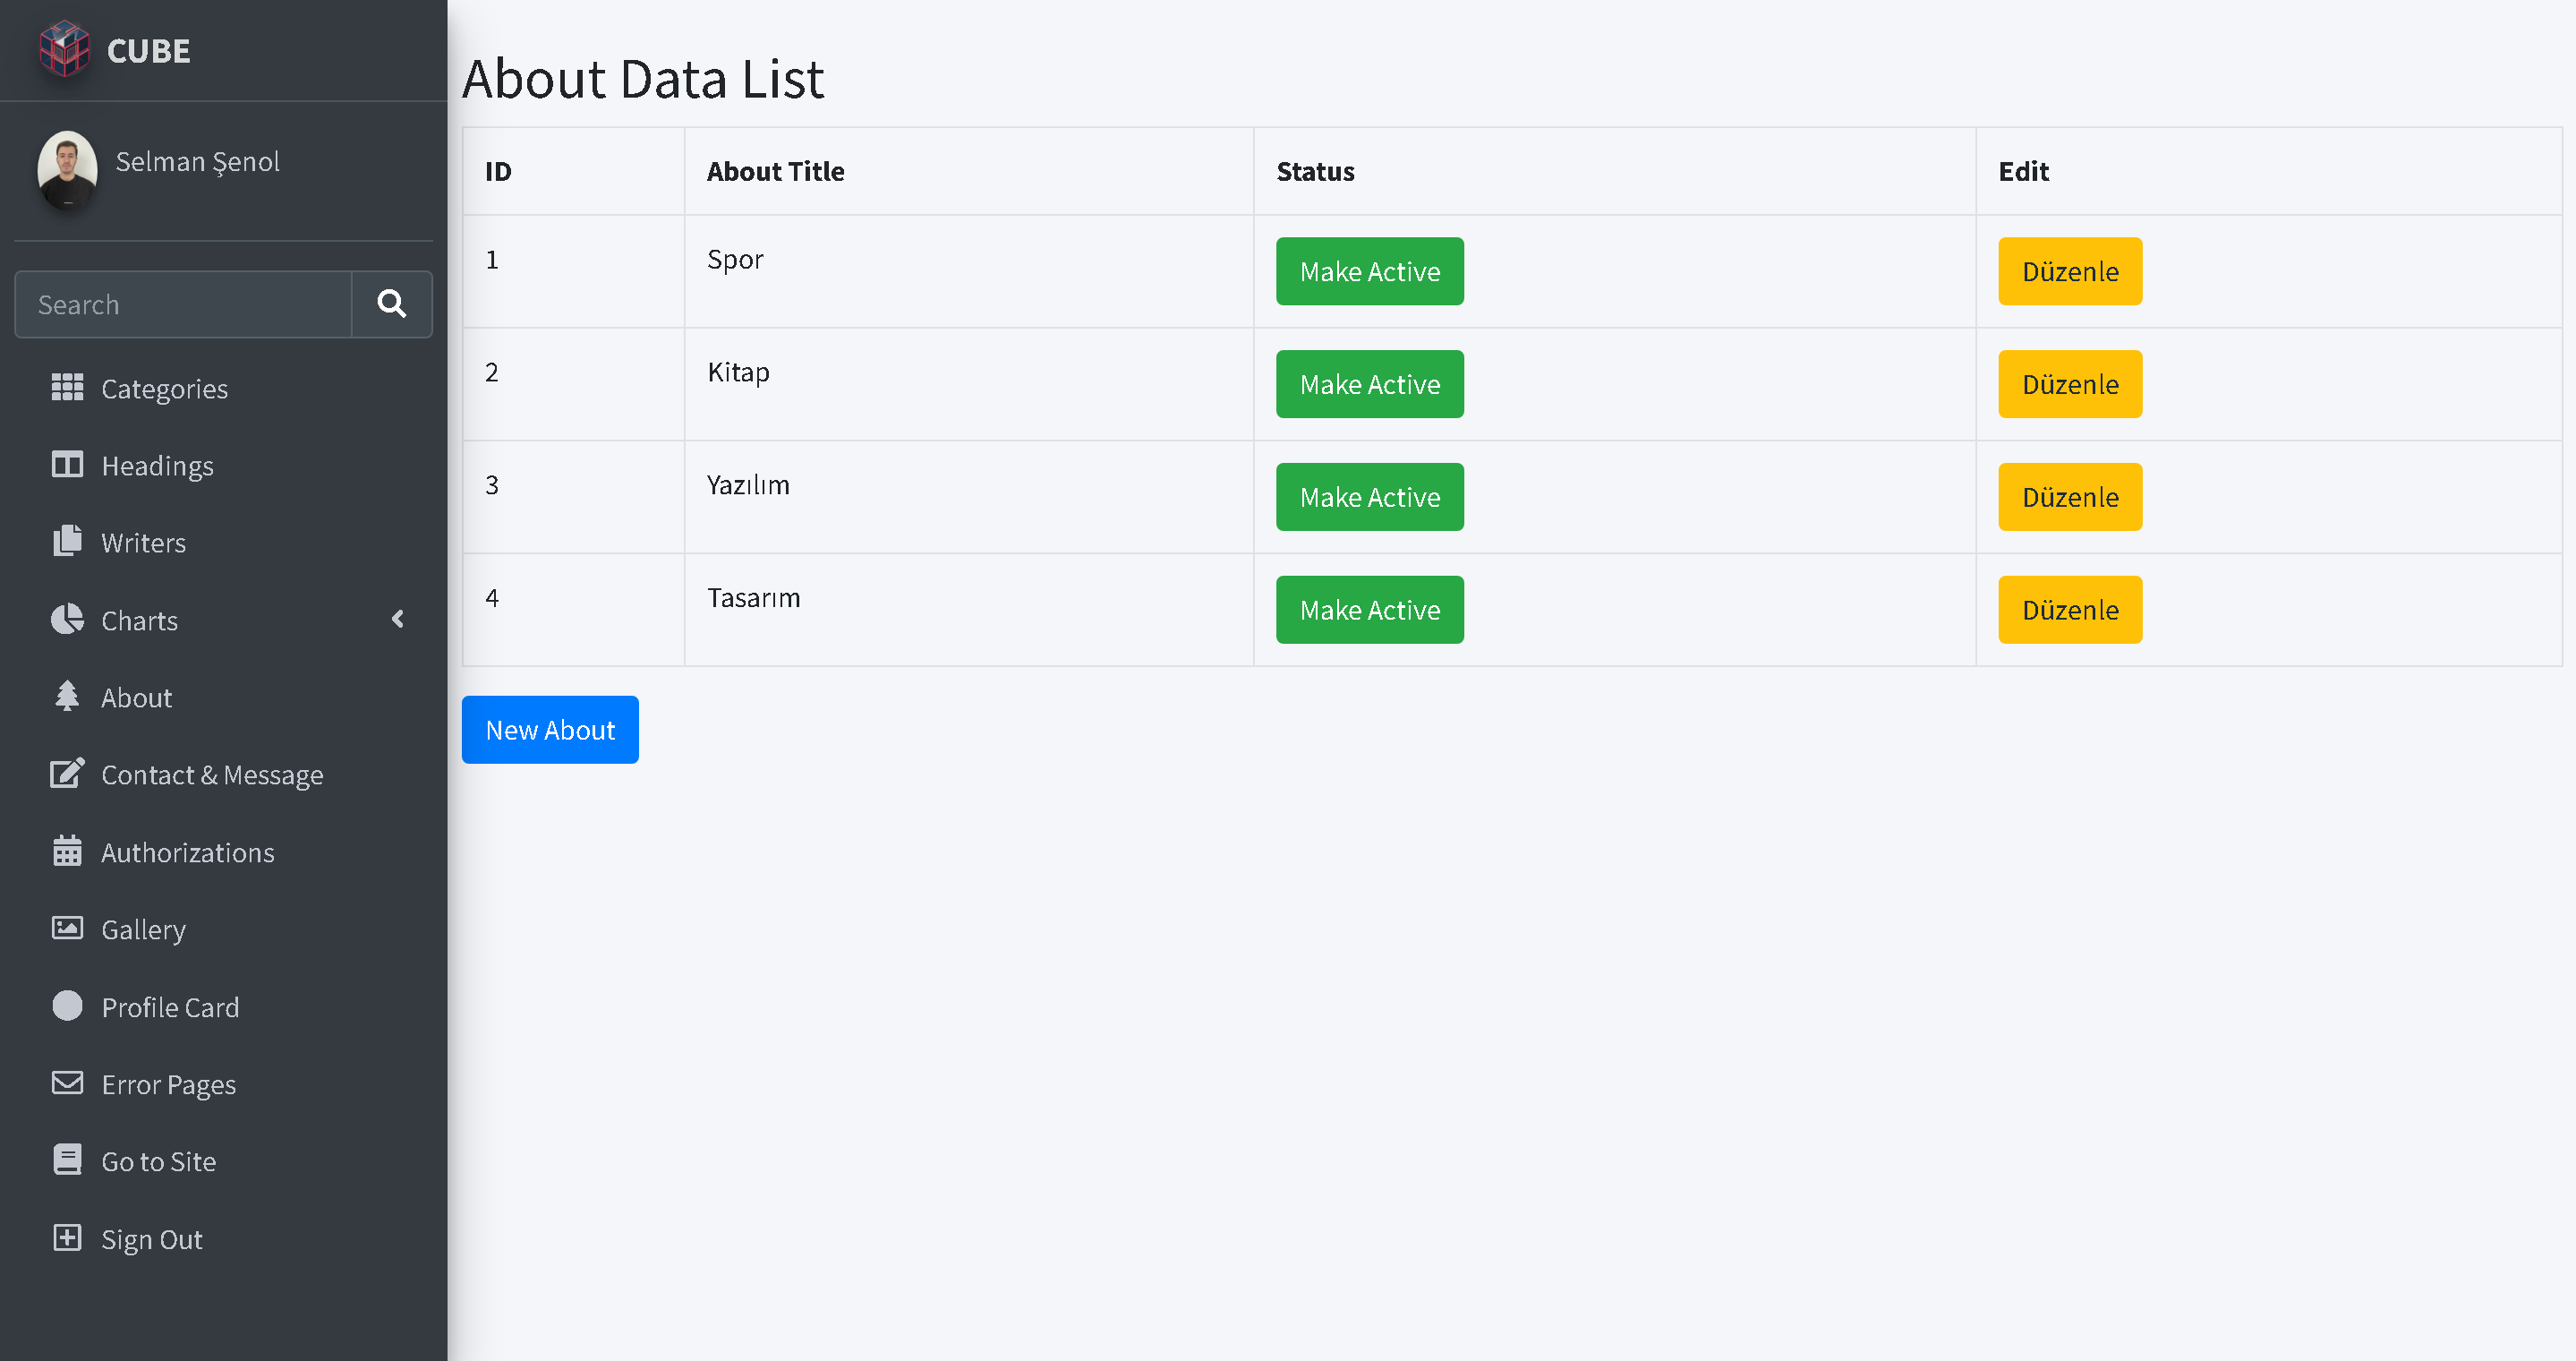 CUBE
Selman Şenol
Search
Categories
Headings
Writers
Charts
About
Contact & Message
Authorizations
Gallery
Profile Card
Error Pages
Go to Site
Sign Out
About Data List
ID About Title Status Edit
1 Spor Make Active Düzenle
2 Kitap Make Active Düzenle
3 Yazılım Make Active Düzenle
4 Tasarım Make Active Düzenle
New About